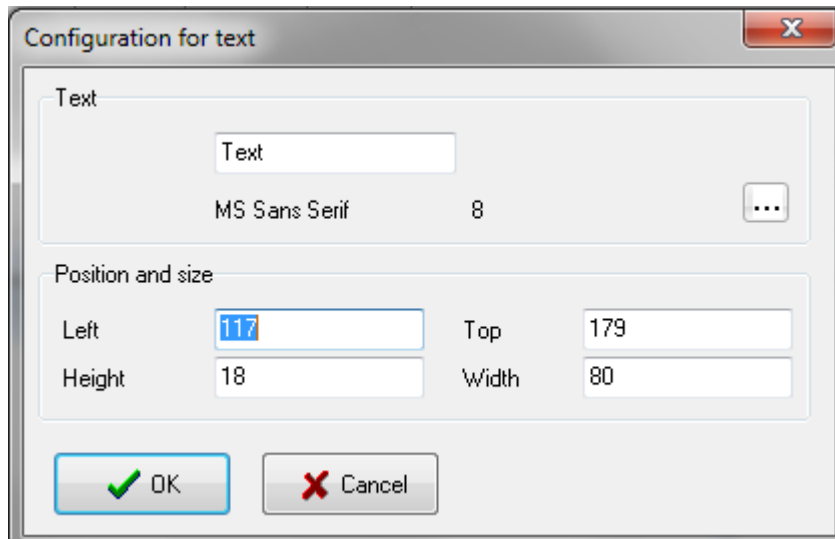 Configuration for text
Text
Text
MS Sans Serif 8 ...
Position and size
Left 117 Top 179
Height 18 Width 80
OK Cancel